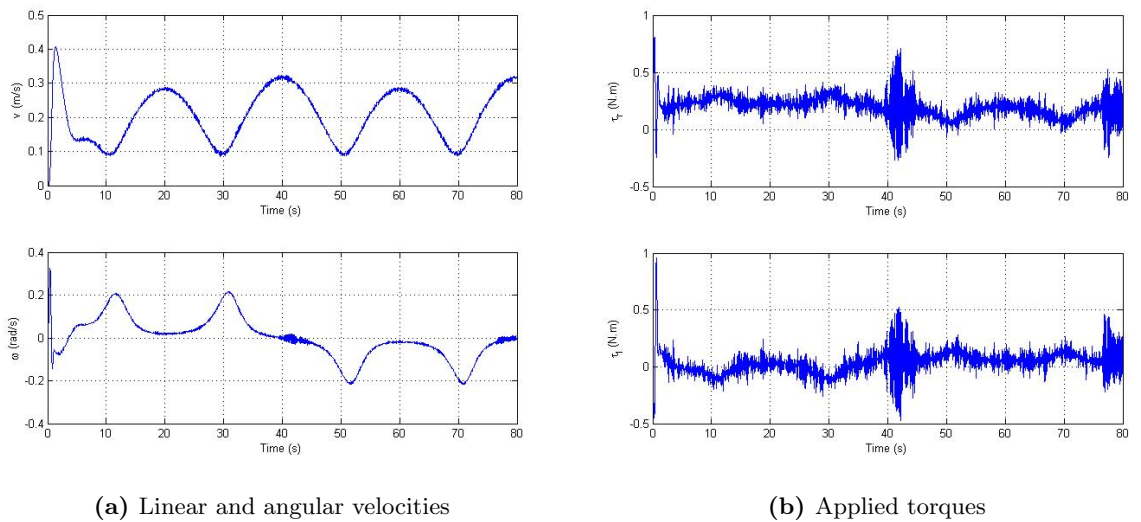 0.5
0.4
0.3
0.2
0.1
0
v (m/s)
0 10 20 30 40 50 60 70 80
Time (s)
0.4
0.2
0
-0.2
-0.4
ω (rad/s)
0 10 20 30 40 50 60 70 80
Time (s)
(a) Linear and angular velocities
1
0.5
0
-0.5
τr (N.m)
0 10 20 30 40 50 60 70 80
Time (s)
1
0.5
0
-0.5
τl (N.m)
0 10 20 30 40 50 60 70 80
Time (s)
(b) Applied torques